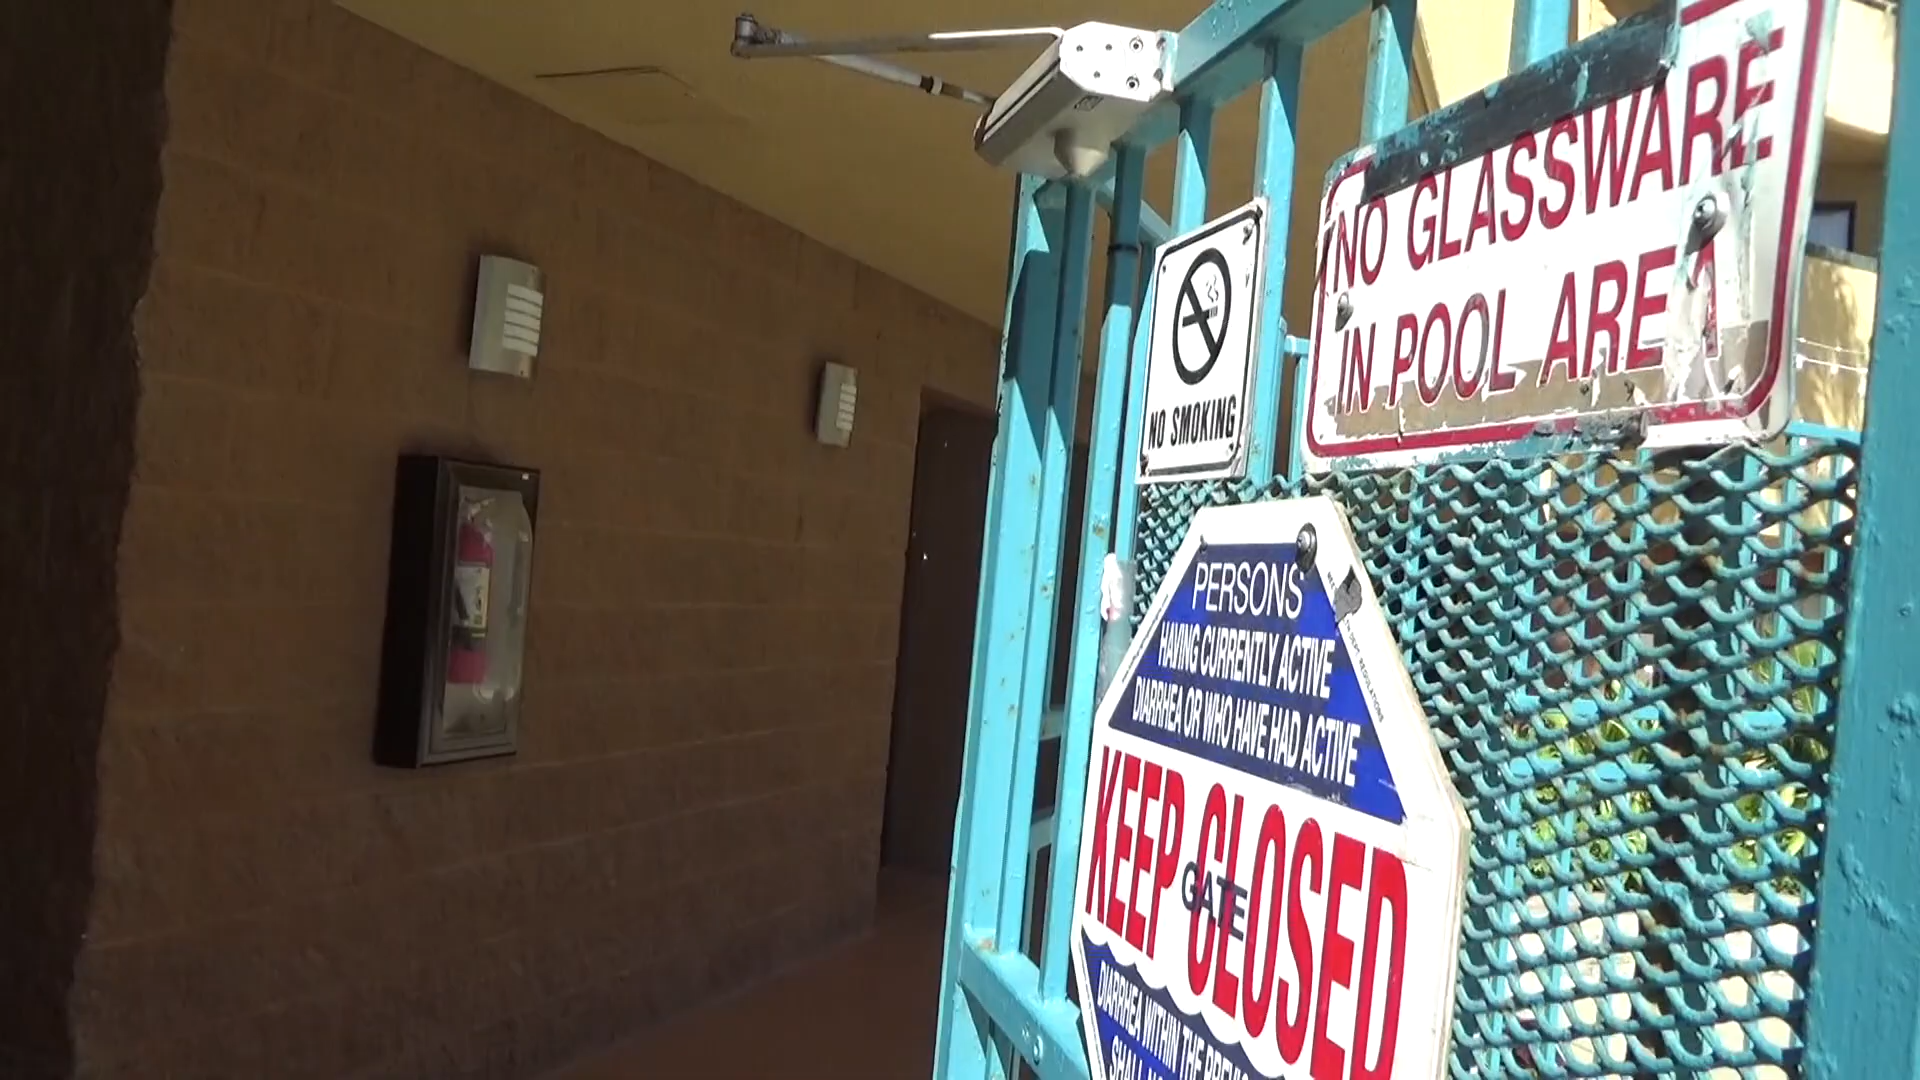 NO GLASSWARE
IN POOL AREA
NO SMOKING
PERSONS
HAVING CURRENTLY ACTIVE
DIARRHEA OR WHO HAVE HAD ACTIVE
KEEP CLOSED
GATE
DIARRHEA WITHIN THE